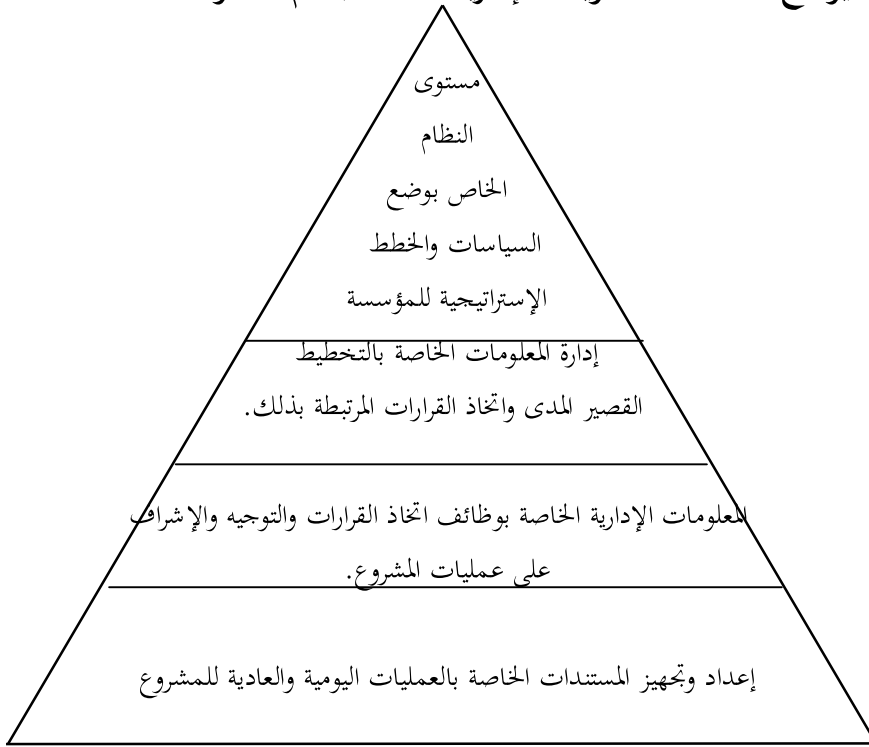 مستوى
النظام
الخاص بوضع
السياسات والخطط
الإستراتيجية للمؤسسة
إدارة المعلومات الخاصة بالتخطيط
القصير المدى واتخاذ القرارات المرتبطة بذلك.
المعلومات الإدارية الخاصة بوظائف اتخاذ القرارات والتوجيه والإشراف
على عمليات المشروع.
إعداد وتجهيز المستندات الخاصة بالعمليات اليومية والعادية للمشروع